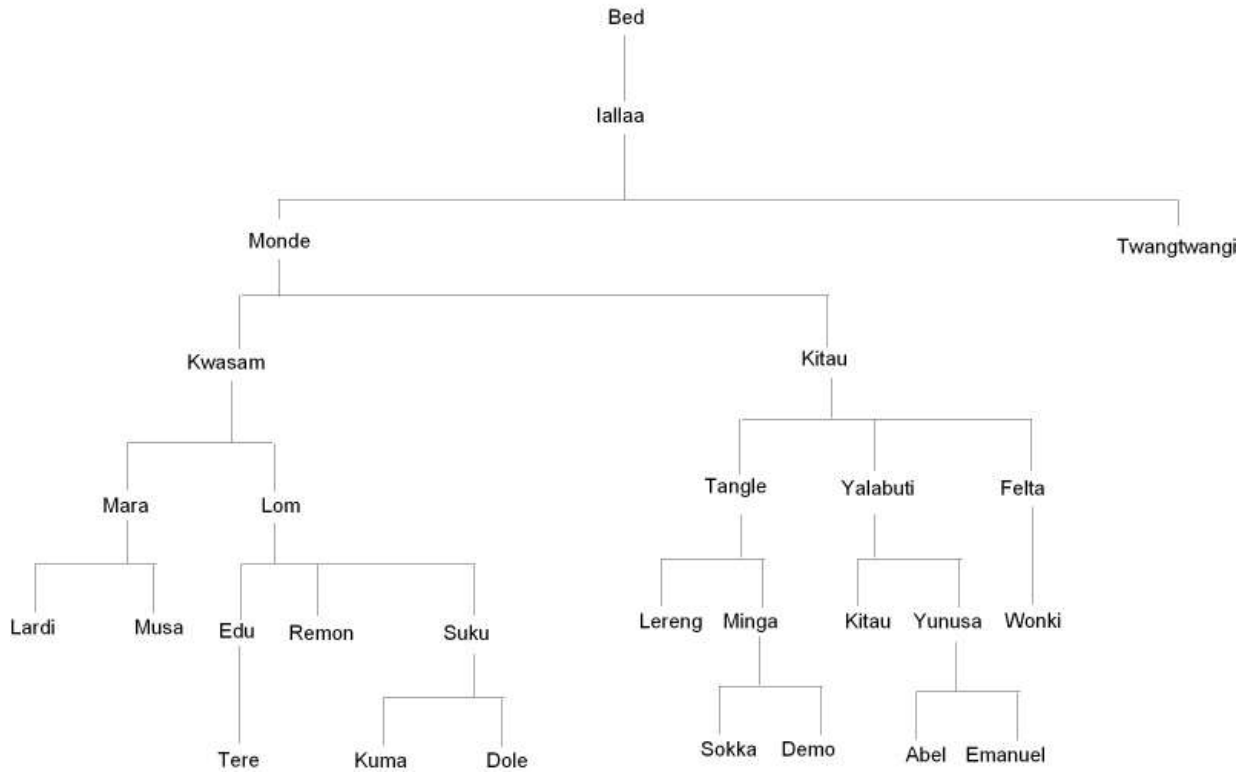 Bed
Iallaa
Monde
Twangtwangi
Kwasam
Kitau
Mara
Lom
Tangle
Yalabuti
Felta
Lardi
Musa
Edu
Remon
Suku
Lereng
Minga
Kitau
Yunusa
Wonki
Tere
Kuma
Dole
Sokka
Demo
Abel
Emanuel